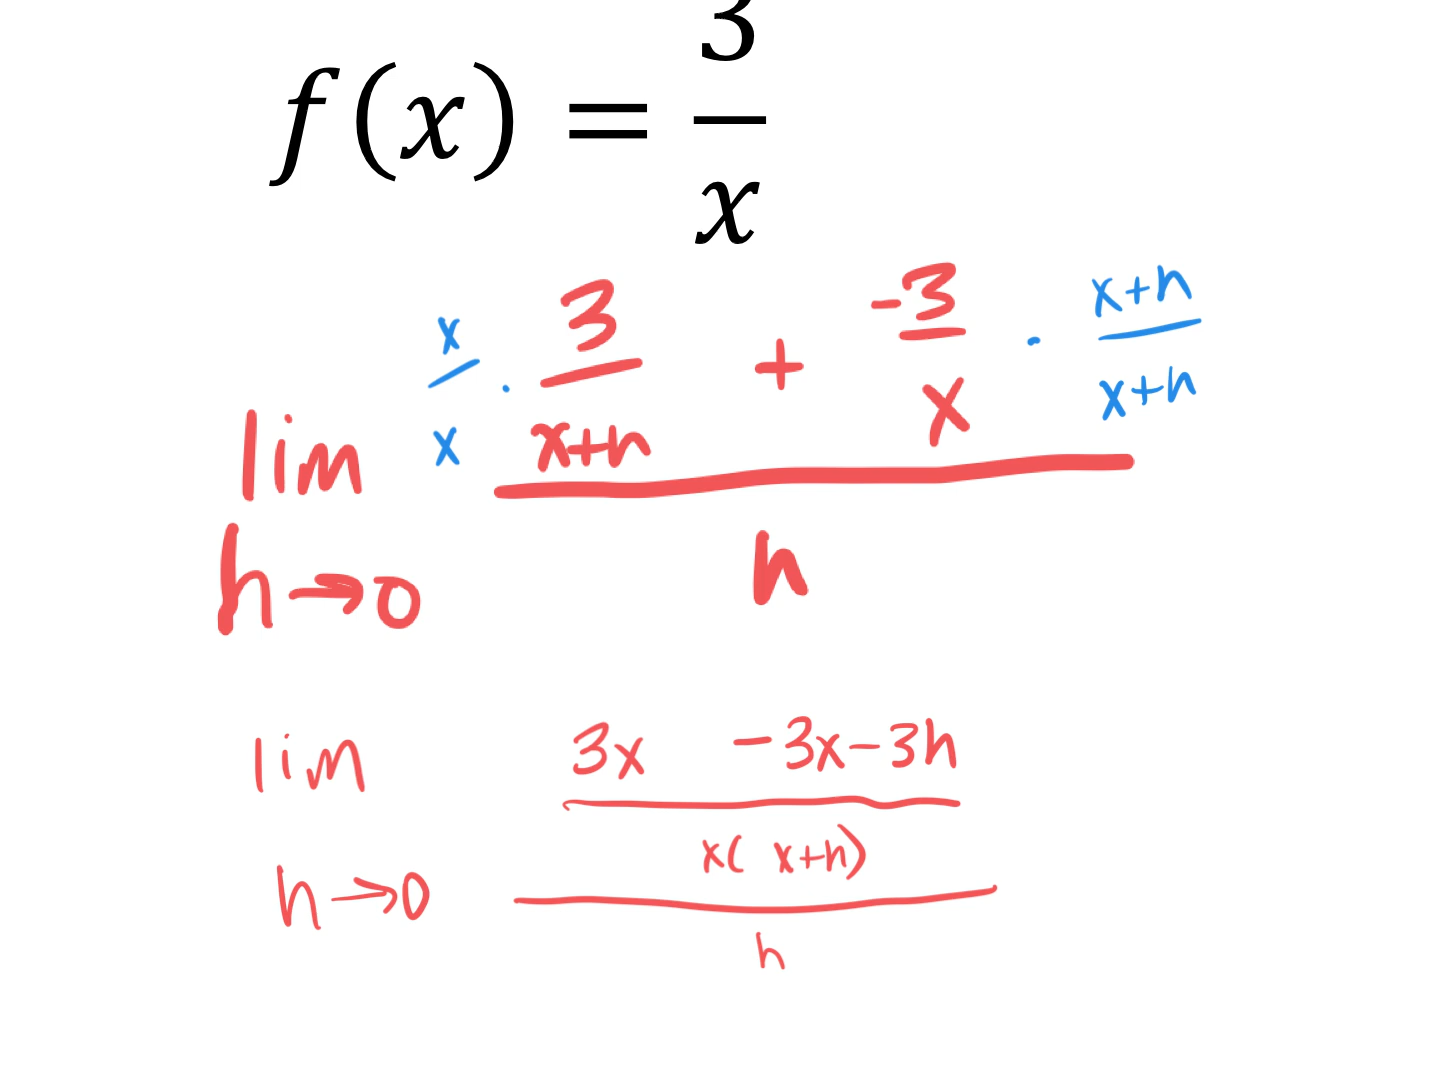 f(x) = 3/x
lim h→0 (x/x · 3/(x+h) + -3/x · (x+h)/(x+h)) / h
lim h→0 ((3x -3x-3h) / (x( x+h))) / h